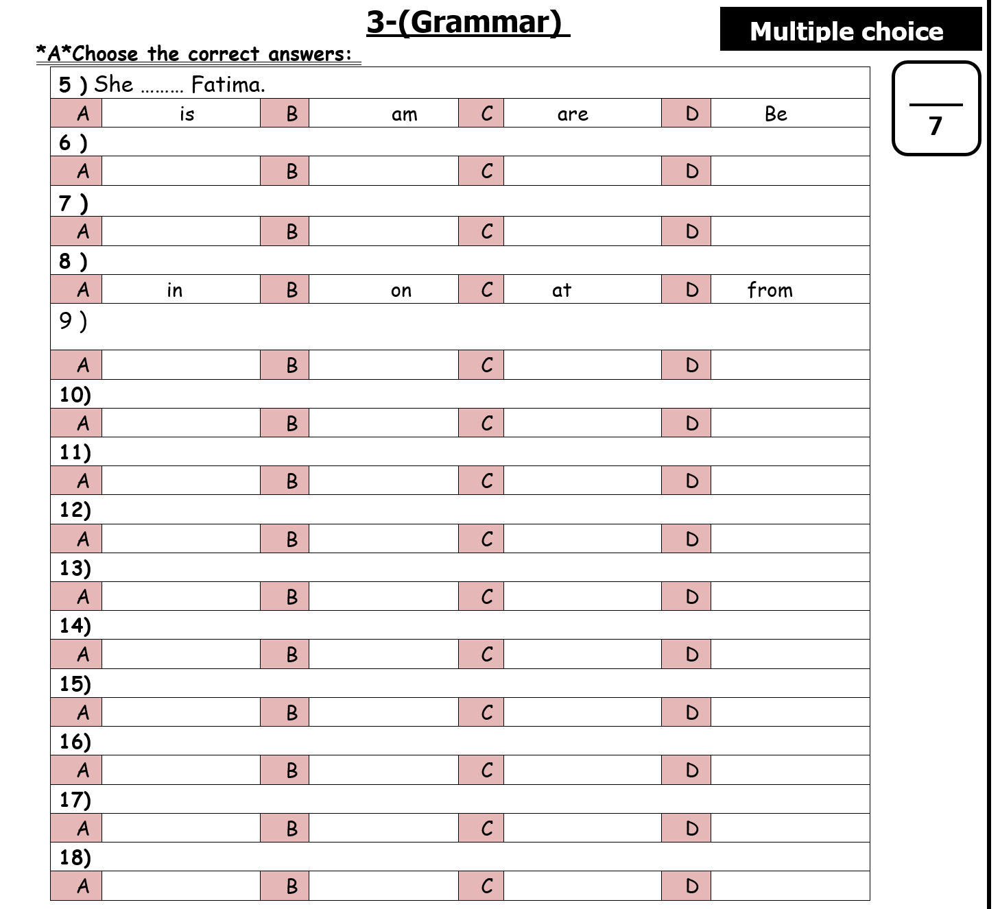 3-(Grammar)
Multiple choice
*A*Choose the correct answers:
7
5 ) She ……… Fatima.
A is B am C are D Be
6 )
A B C D
7 )
A B C D
8 )
A in B on C at D from
9 )
A B C D
10)
A B C D
11)
A B C D
12)
A B C D
13)
A B C D
14)
A B C D
15)
A B C D
16)
A B C D
17)
A B C D
18)
A B C D